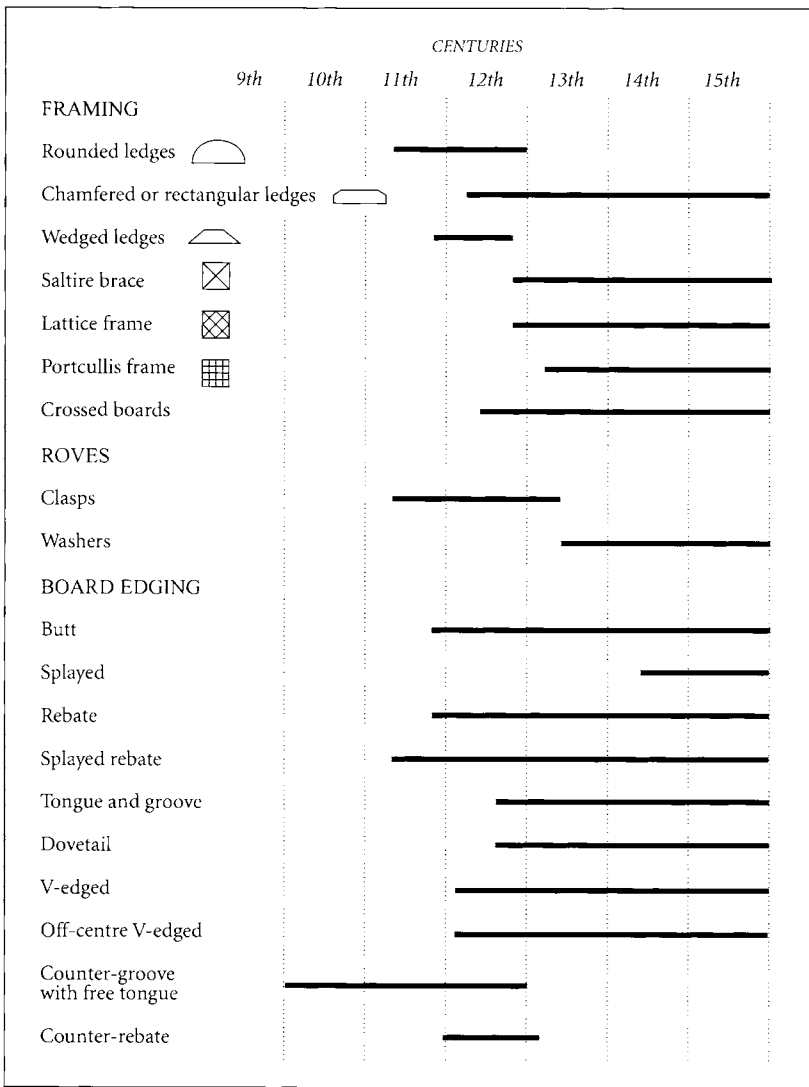 CENTURIES
9th 10th 11th 12th 13th 14th 15th
FRAMING
Rounded ledges
Chamfered or rectangular ledges
Wedged ledges
Saltire brace
Lattice frame
Portcullis frame
Crossed boards
ROVES
Clasps
Washers
BOARD EDGING
Butt
Splayed
Rebate
Splayed rebate
Tongue and groove
Dovetail
V-edged
Off-centre V-edged
Counter-groove
with free tongue
Counter-rebate